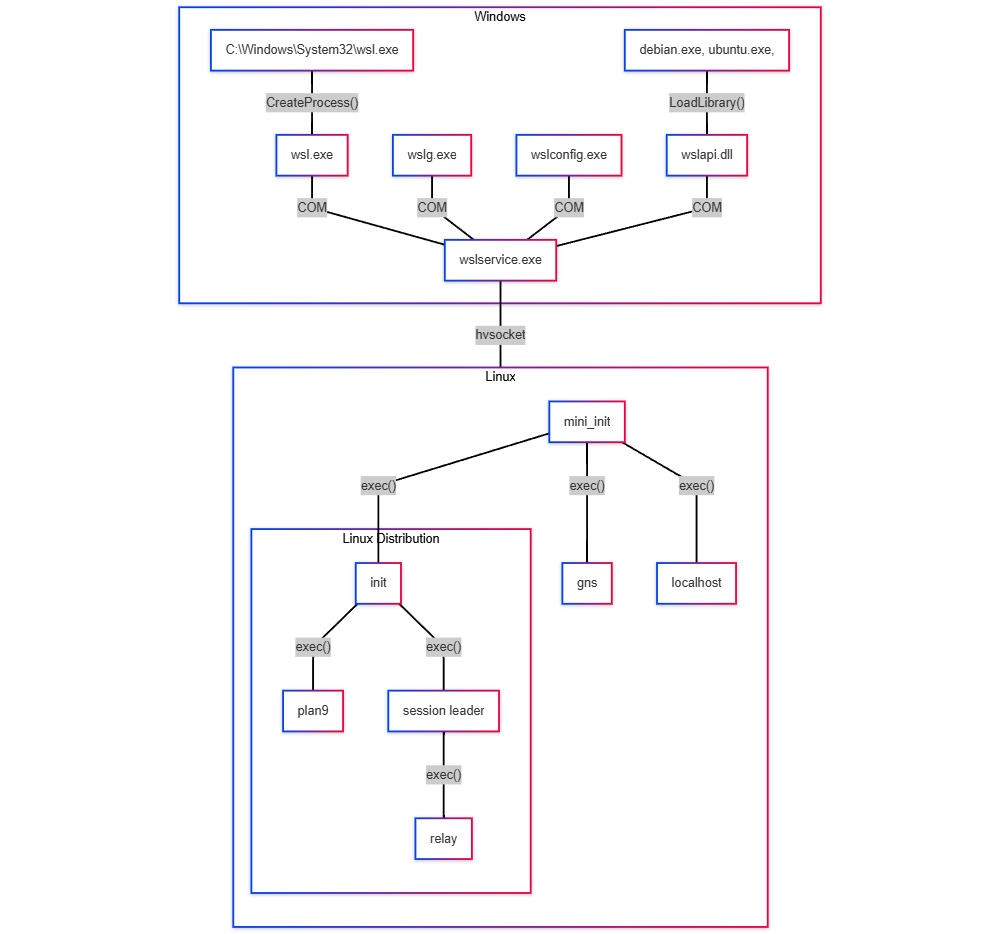 Windows
C:\Windows\System32\wsl.exe
debian.exe, ubuntu.exe,
CreateProcess()
LoadLibrary()
wsl.exe
wslg.exe
wslconfig.exe
wslapi.dll
COM
COM
COM
COM
wslservice.exe
hvsocket
Linux
mini_init
exec()
exec()
exec()
Linux Distribution
init
gns
localhost
exec()
exec()
plan9
session leader
exec()
relay